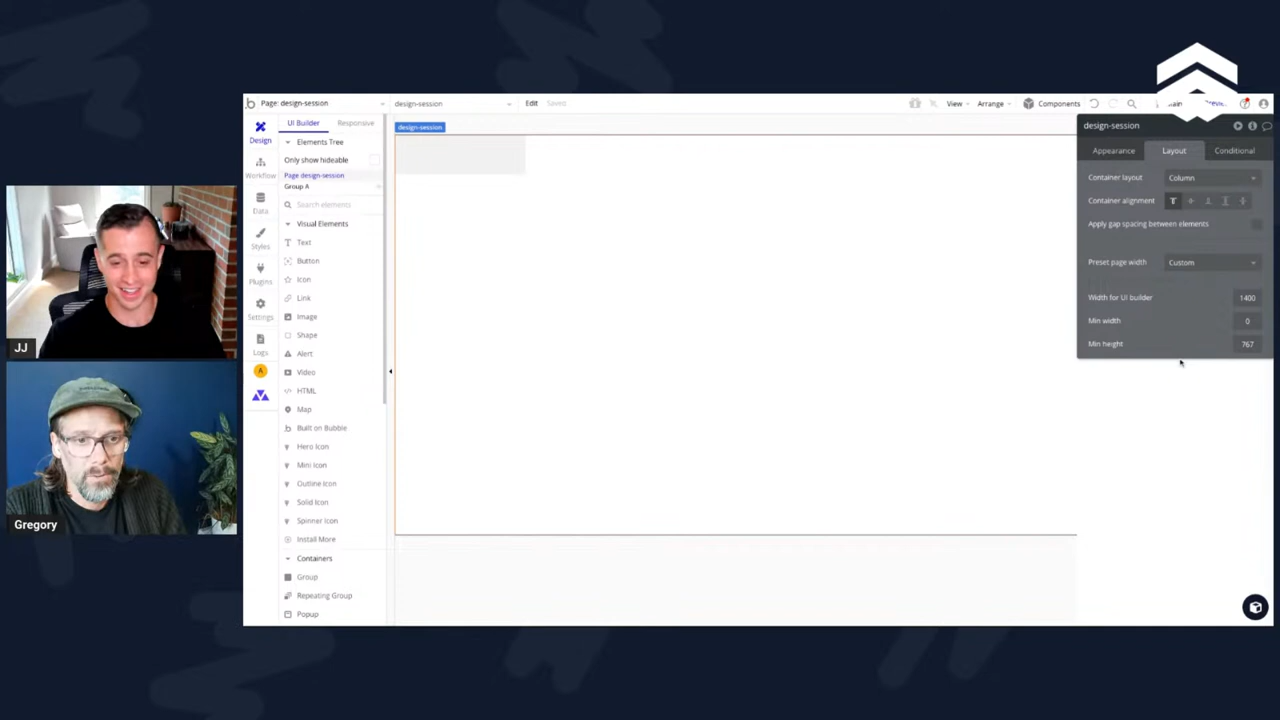 Page: design-session
design-session
Edit
Saved
View
Arrange
Components
Design
Workflow
Data
Styles
Plugins
Settings
Logs
A
UI Builder
Responsive
Elements Tree
Only show hideable
Page design-session
Group A
Search elements
Visual Elements
Text
Button
Icon
Link
Image
Shape
Alert
Video
HTML
Map
Built on Bubble
Hero Icon
Mini Icon
Outline Icon
Solid Icon
Spinner Icon
Install More
Containers
Group
Repeating Group
Popup
design-session
design-session
Appearance
Layout
Conditional
Container layout
Column
Container alignment
Apply gap spacing between elements
Preset page width
Custom
Width for UI builder
1400
Min width
0
Min height
767
JJ
Gregory